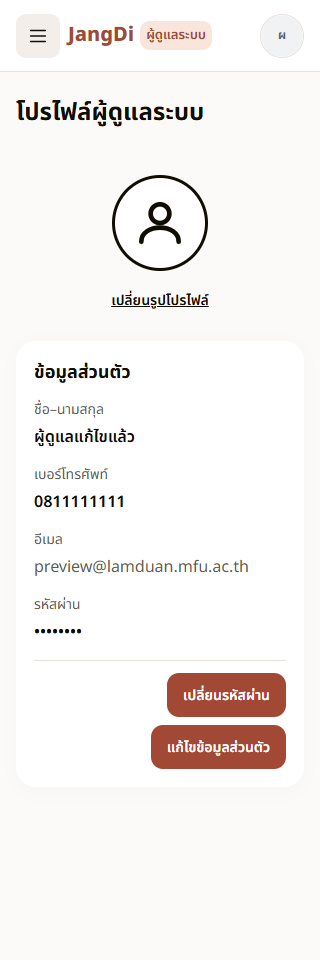 JangDi ผู้ดูแลระบบ ผ
โปรไฟล์ผู้ดูแลระบบ
เปลี่ยนรูปโปรไฟล์
ข้อมูลส่วนตัว
ชื่อ–นามสกุล
ผู้ดูแลแก้ไขแล้ว
เบอร์โทรศัพท์
0811111111
อีเมล
preview@lamduan.mfu.ac.th
รหัสผ่าน
••••••••
เปลี่ยนรหัสผ่าน
แก้ไขข้อมูลส่วนตัว